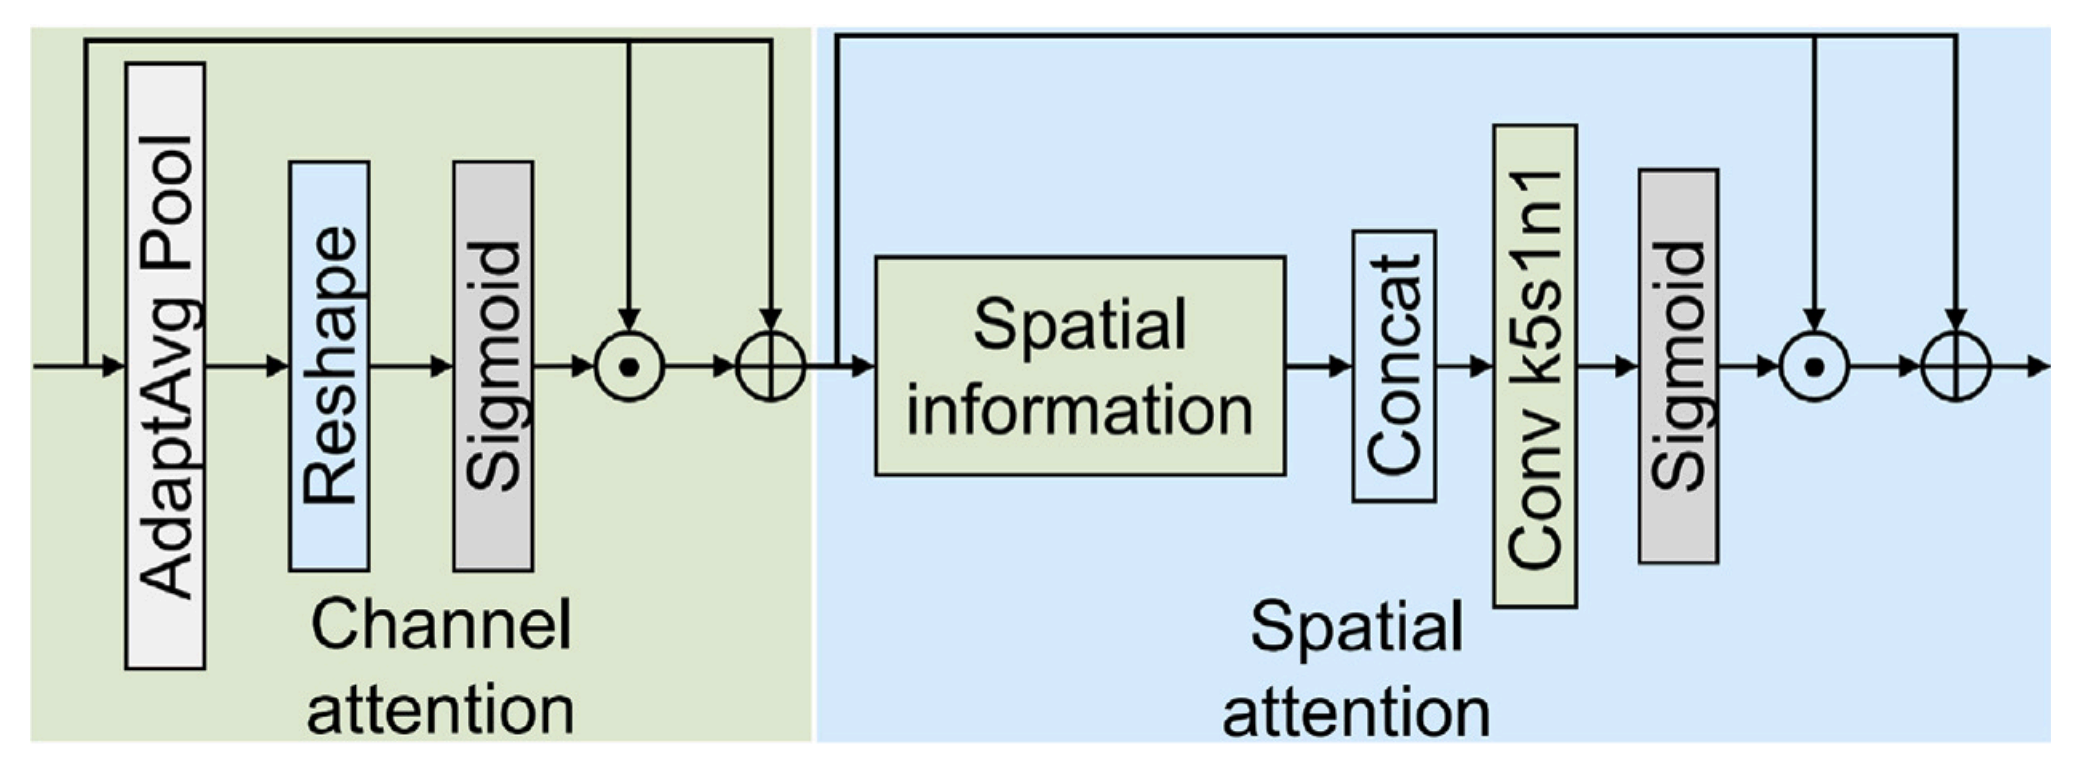 AdaptAvg Pool
Reshape
Sigmoid
Channel
attention
Spatial
information
Concat
Conv k5s1n1
Sigmoid
Spatial
attention